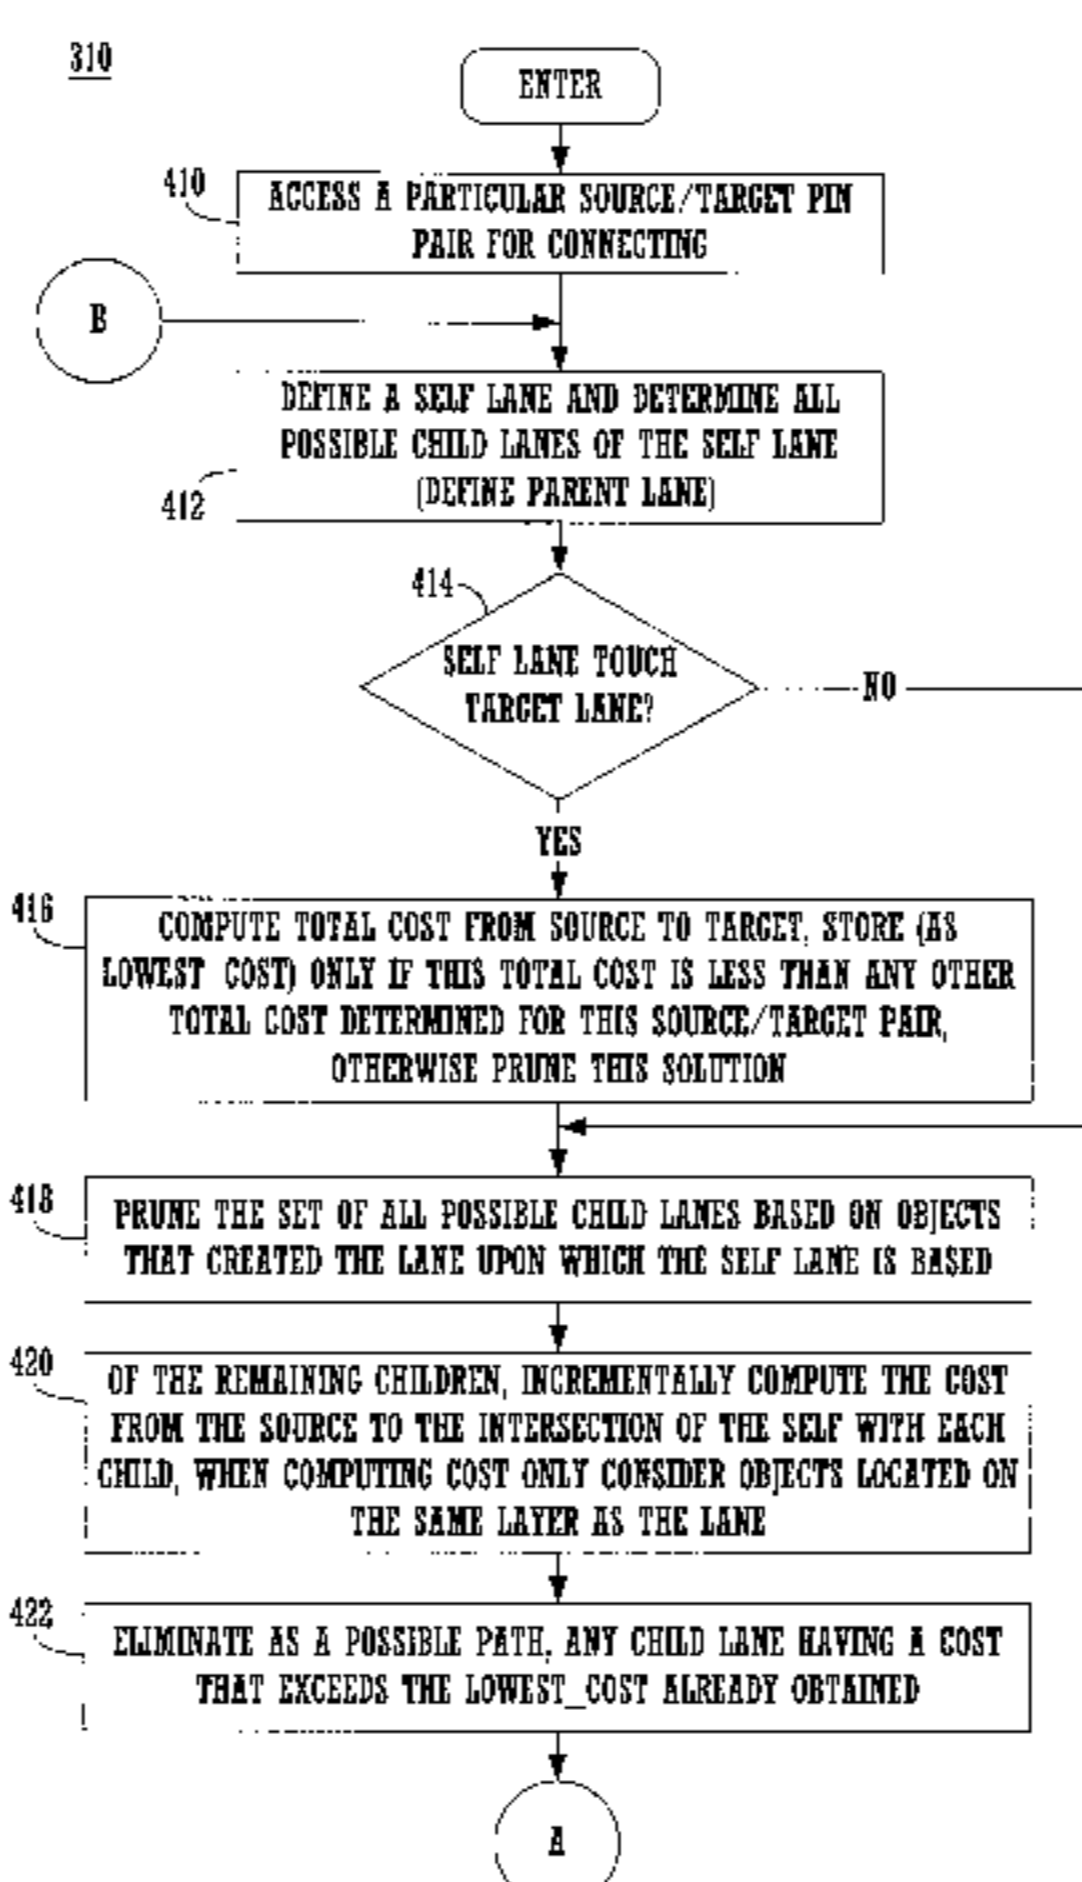 310
ENTER
410
ACCESS A PARTICULAR SOURCE/TARGET PIN
PAIR FOR CONNECTING
B
DEFINE A SELF LANE AND DETERMINE ALL
POSSIBLE CHILD LANES OF THE SELF LANE
(DEFINE PARENT LANE)
412
414
SELF LANE TOUCH
TARGET LANE?
NO
YES
416
COMPUTE TOTAL COST FROM SOURCE TO TARGET, STORE (AS
LOWEST_COST) ONLY IF THIS TOTAL COST IS LESS THAN ANY OTHER
TOTAL COST DETERMINED FOR THIS SOURCE/TARGET PAIR,
OTHERWISE PRUNE THIS SOLUTION
418
PRUNE THE SET OF ALL POSSIBLE CHILD LANES BASED ON OBJECTS
THAT CREATED THE LANE UPON WHICH THE SELF LANE IS BASED
420
OF THE REMAINING CHILDREN, INCREMENTALLY COMPUTE THE COST
FROM THE SOURCE TO THE INTERSECTION OF THE SELF WITH EACH
CHILD, WHEN COMPUTING COST ONLY CONSIDER OBJECTS LOCATED ON
THE SAME LAYER AS THE LANE
422
ELIMINATE AS A POSSIBLE PATH, ANY CHILD LANE HAVING A COST
THAT EXCEEDS THE LOWEST_COST ALREADY OBTAINED
A